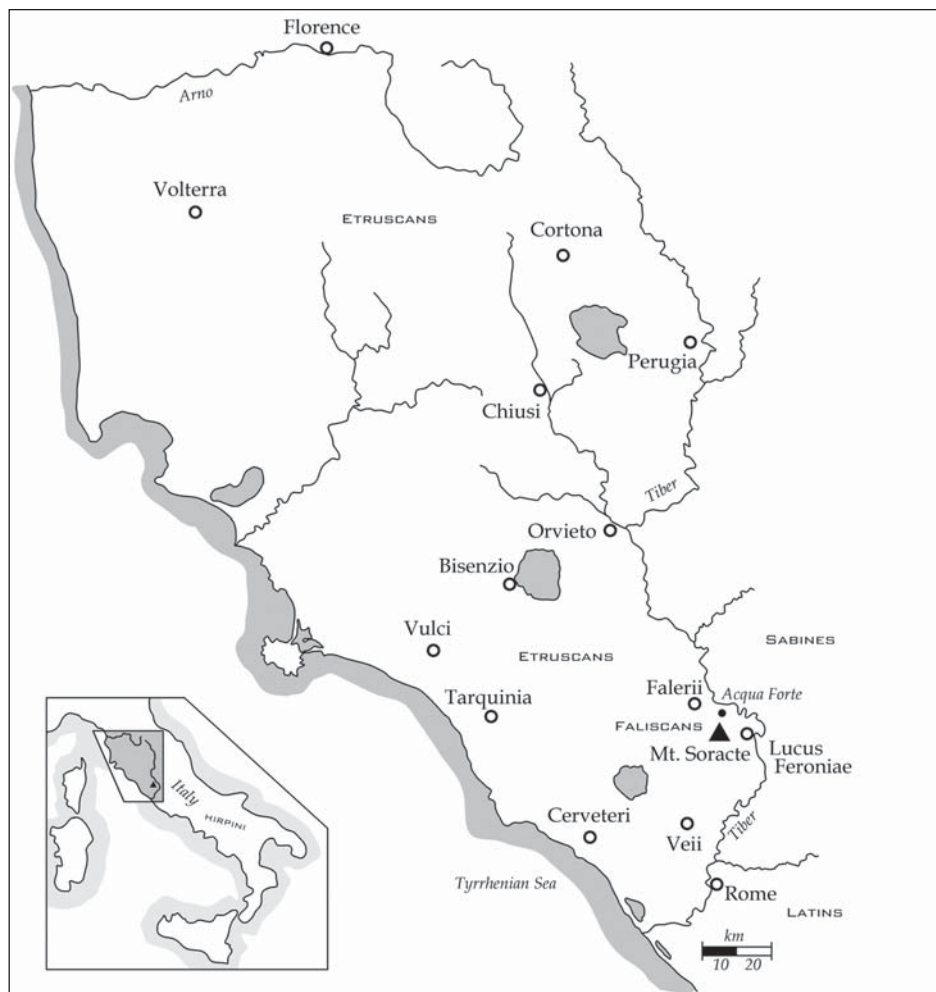 Florence
Arno
Volterra
ETRUSCANS
Cortona
Perugia
Chiusi
Tiber
Orvieto
Bisenzio
SABINES
Vulci
ETRUSCANS
Falerii
Acqua Forte
Tarquinia
FALISCANS
Mt. Soracte
Lucus
Feroniae
Italy
HIRPINI
Cerveteri
Veii
Tiber
Tyrrhenian Sea
Rome
LATINS
km
10 20